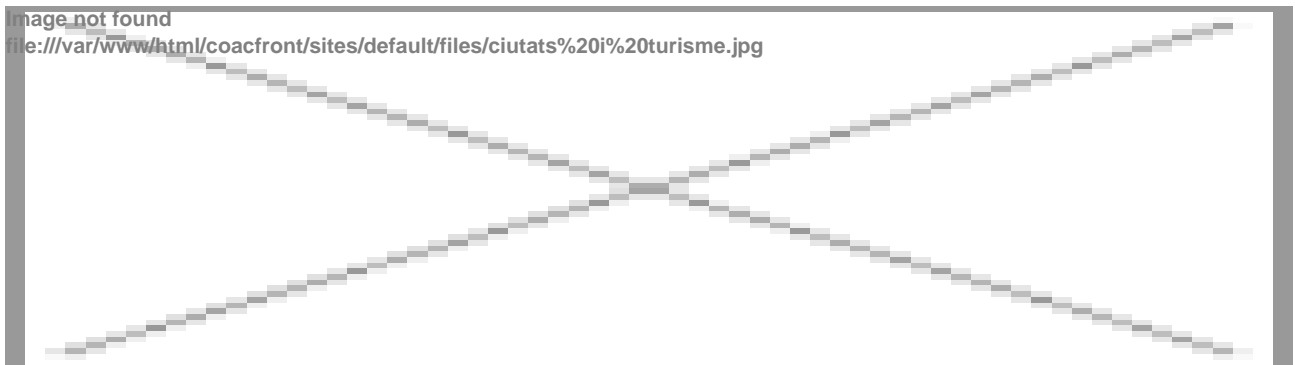 Image not found
file:///var/www/html/coacfront/sites/default/files/ciutats%20i%20turisme.jpg